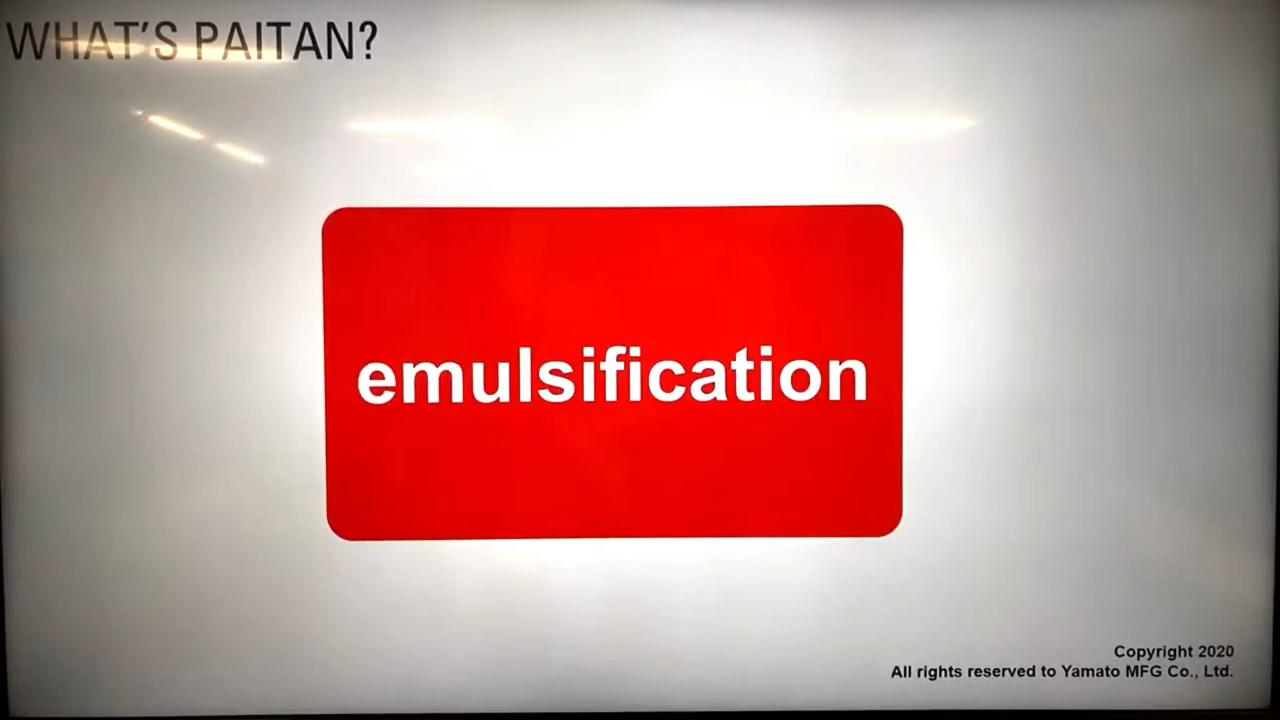 WHAT'S PAITAN?
emulsification
Copyright 2020
All rights reserved to Yamato MFG Co., Ltd.